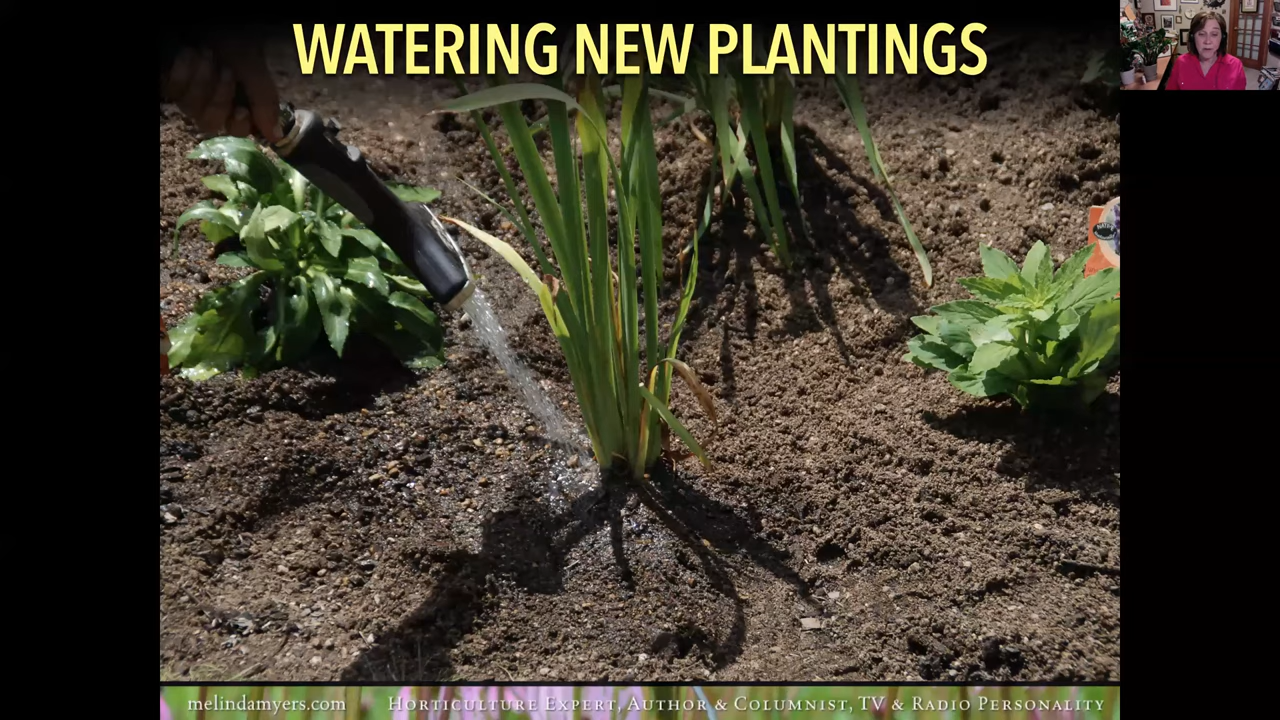 WATERING NEW PLANTINGS
melindamyers.com Horticulture Expert, Author & Columnist, TV & Radio Personality